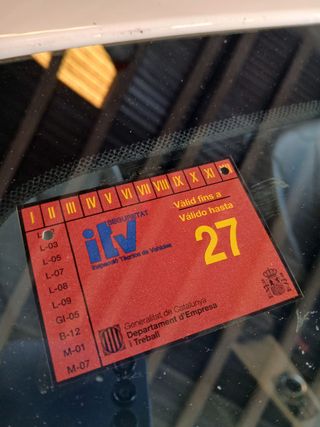 I II III IV V VI VII VIII IX X XI
L-03
L-05
L-07
L-08
L-09
GI-05
B-12
M-01
M-07
SEGURETAT
itv
Inspecció Tècnica de Vehicles
Vàlid fins a
Válido hasta
27
Generalitat de Catalunya
Departament d'Empresa
i Treball